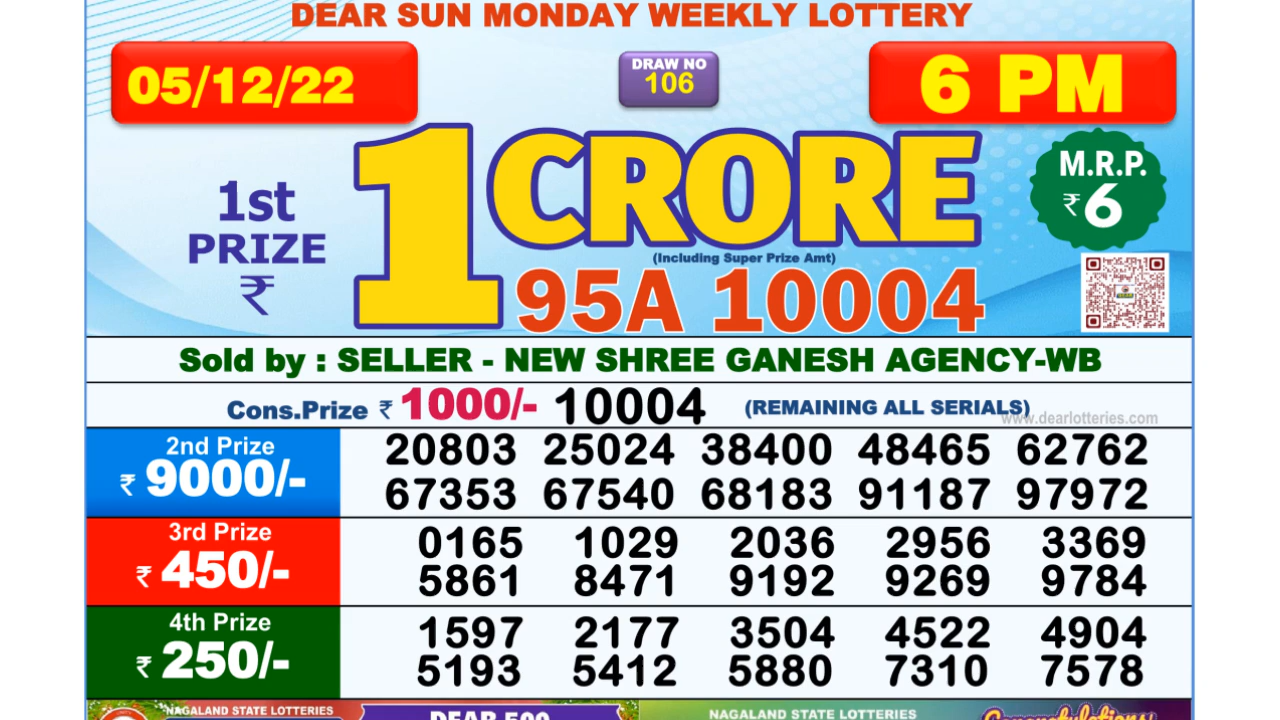 DEAR SUN MONDAY WEEKLY LOTTERY
05/12/22
DRAW NO
106
6 PM
1st
PRIZE
₹
1 CRORE
(Including Super Prize Amt)
95A 10004
M.R.P.
₹6
Sold by : SELLER - NEW SHREE GANESH AGENCY-WB
Cons.Prize ₹ 1000/- 10004 (REMAINING ALL SERIALS)
www.dearlotteries.com
2nd Prize
₹ 9000/-
20803 25024 38400 48465 62762
67353 67540 68183 91187 97972
3rd Prize
₹ 450/-
0165 1029 2036 2956 3369
5861 8471 9192 9269 9784
4th Prize
₹ 250/-
1597 2177 3504 4522 4904
5193 5412 5880 7310 7578
NAGALAND STATE LOTTERIES
DEAR 500
NAGALAND STATE LOTTERIES
Congratulations!